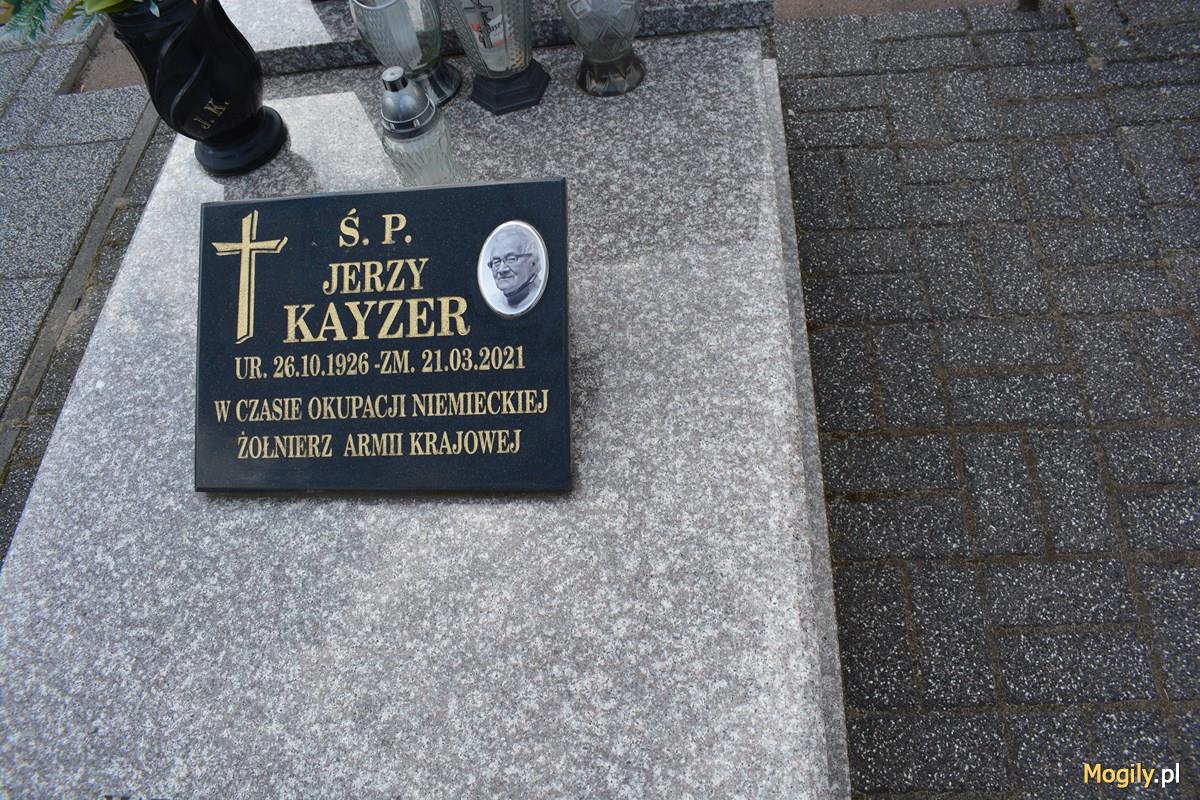 J. K.
Ś. P.
JERZY
KAYZER
UR. 26.10.1926 -ZM. 21.03.2021
W CZASIE OKUPACJI NIEMIECKIEJ
ŻOŁNIERZ ARMII KRAJOWEJ
Mogily.pl